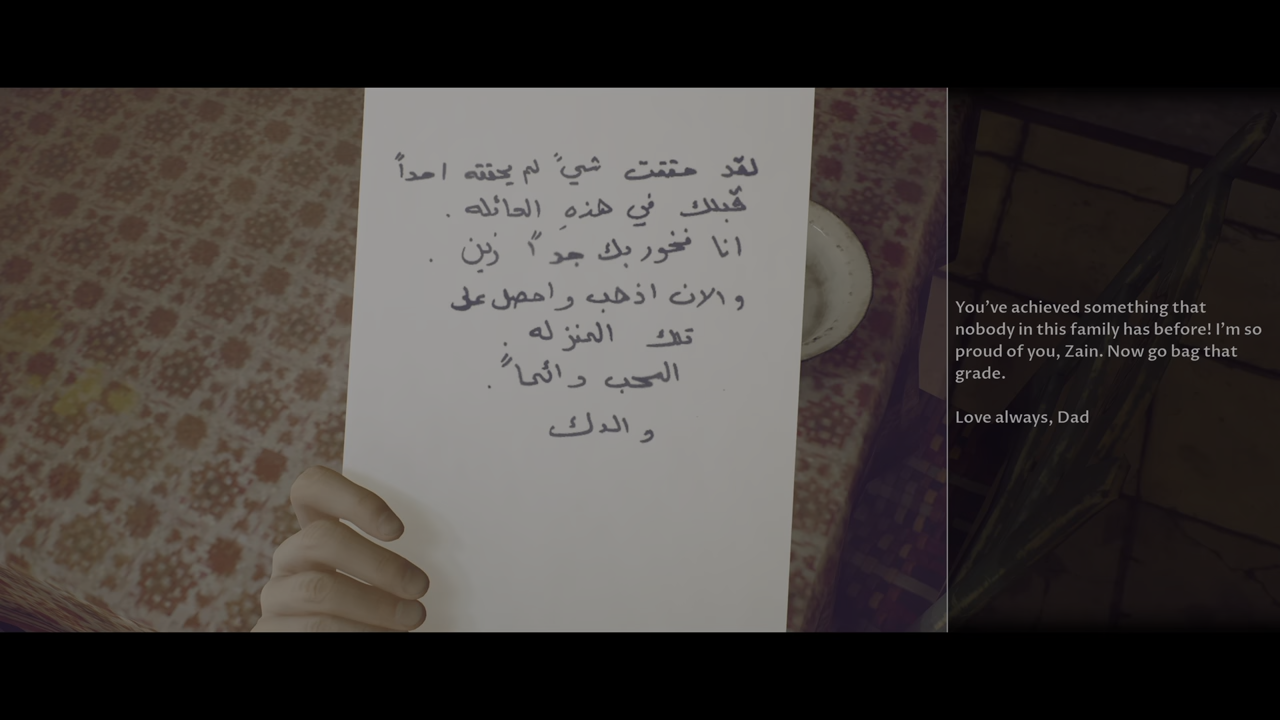 لقد حققت شيءً لم يحققه احداً
قبلك في هذهِ العائله .
انا فخور بك جداً زين .
والان اذهب واحصل على
تلك المنزله .
المحب دائماً .
والدك
You've achieved something that
nobody in this family has before! I'm so
proud of you, Zain. Now go bag that
grade.
Love always, Dad